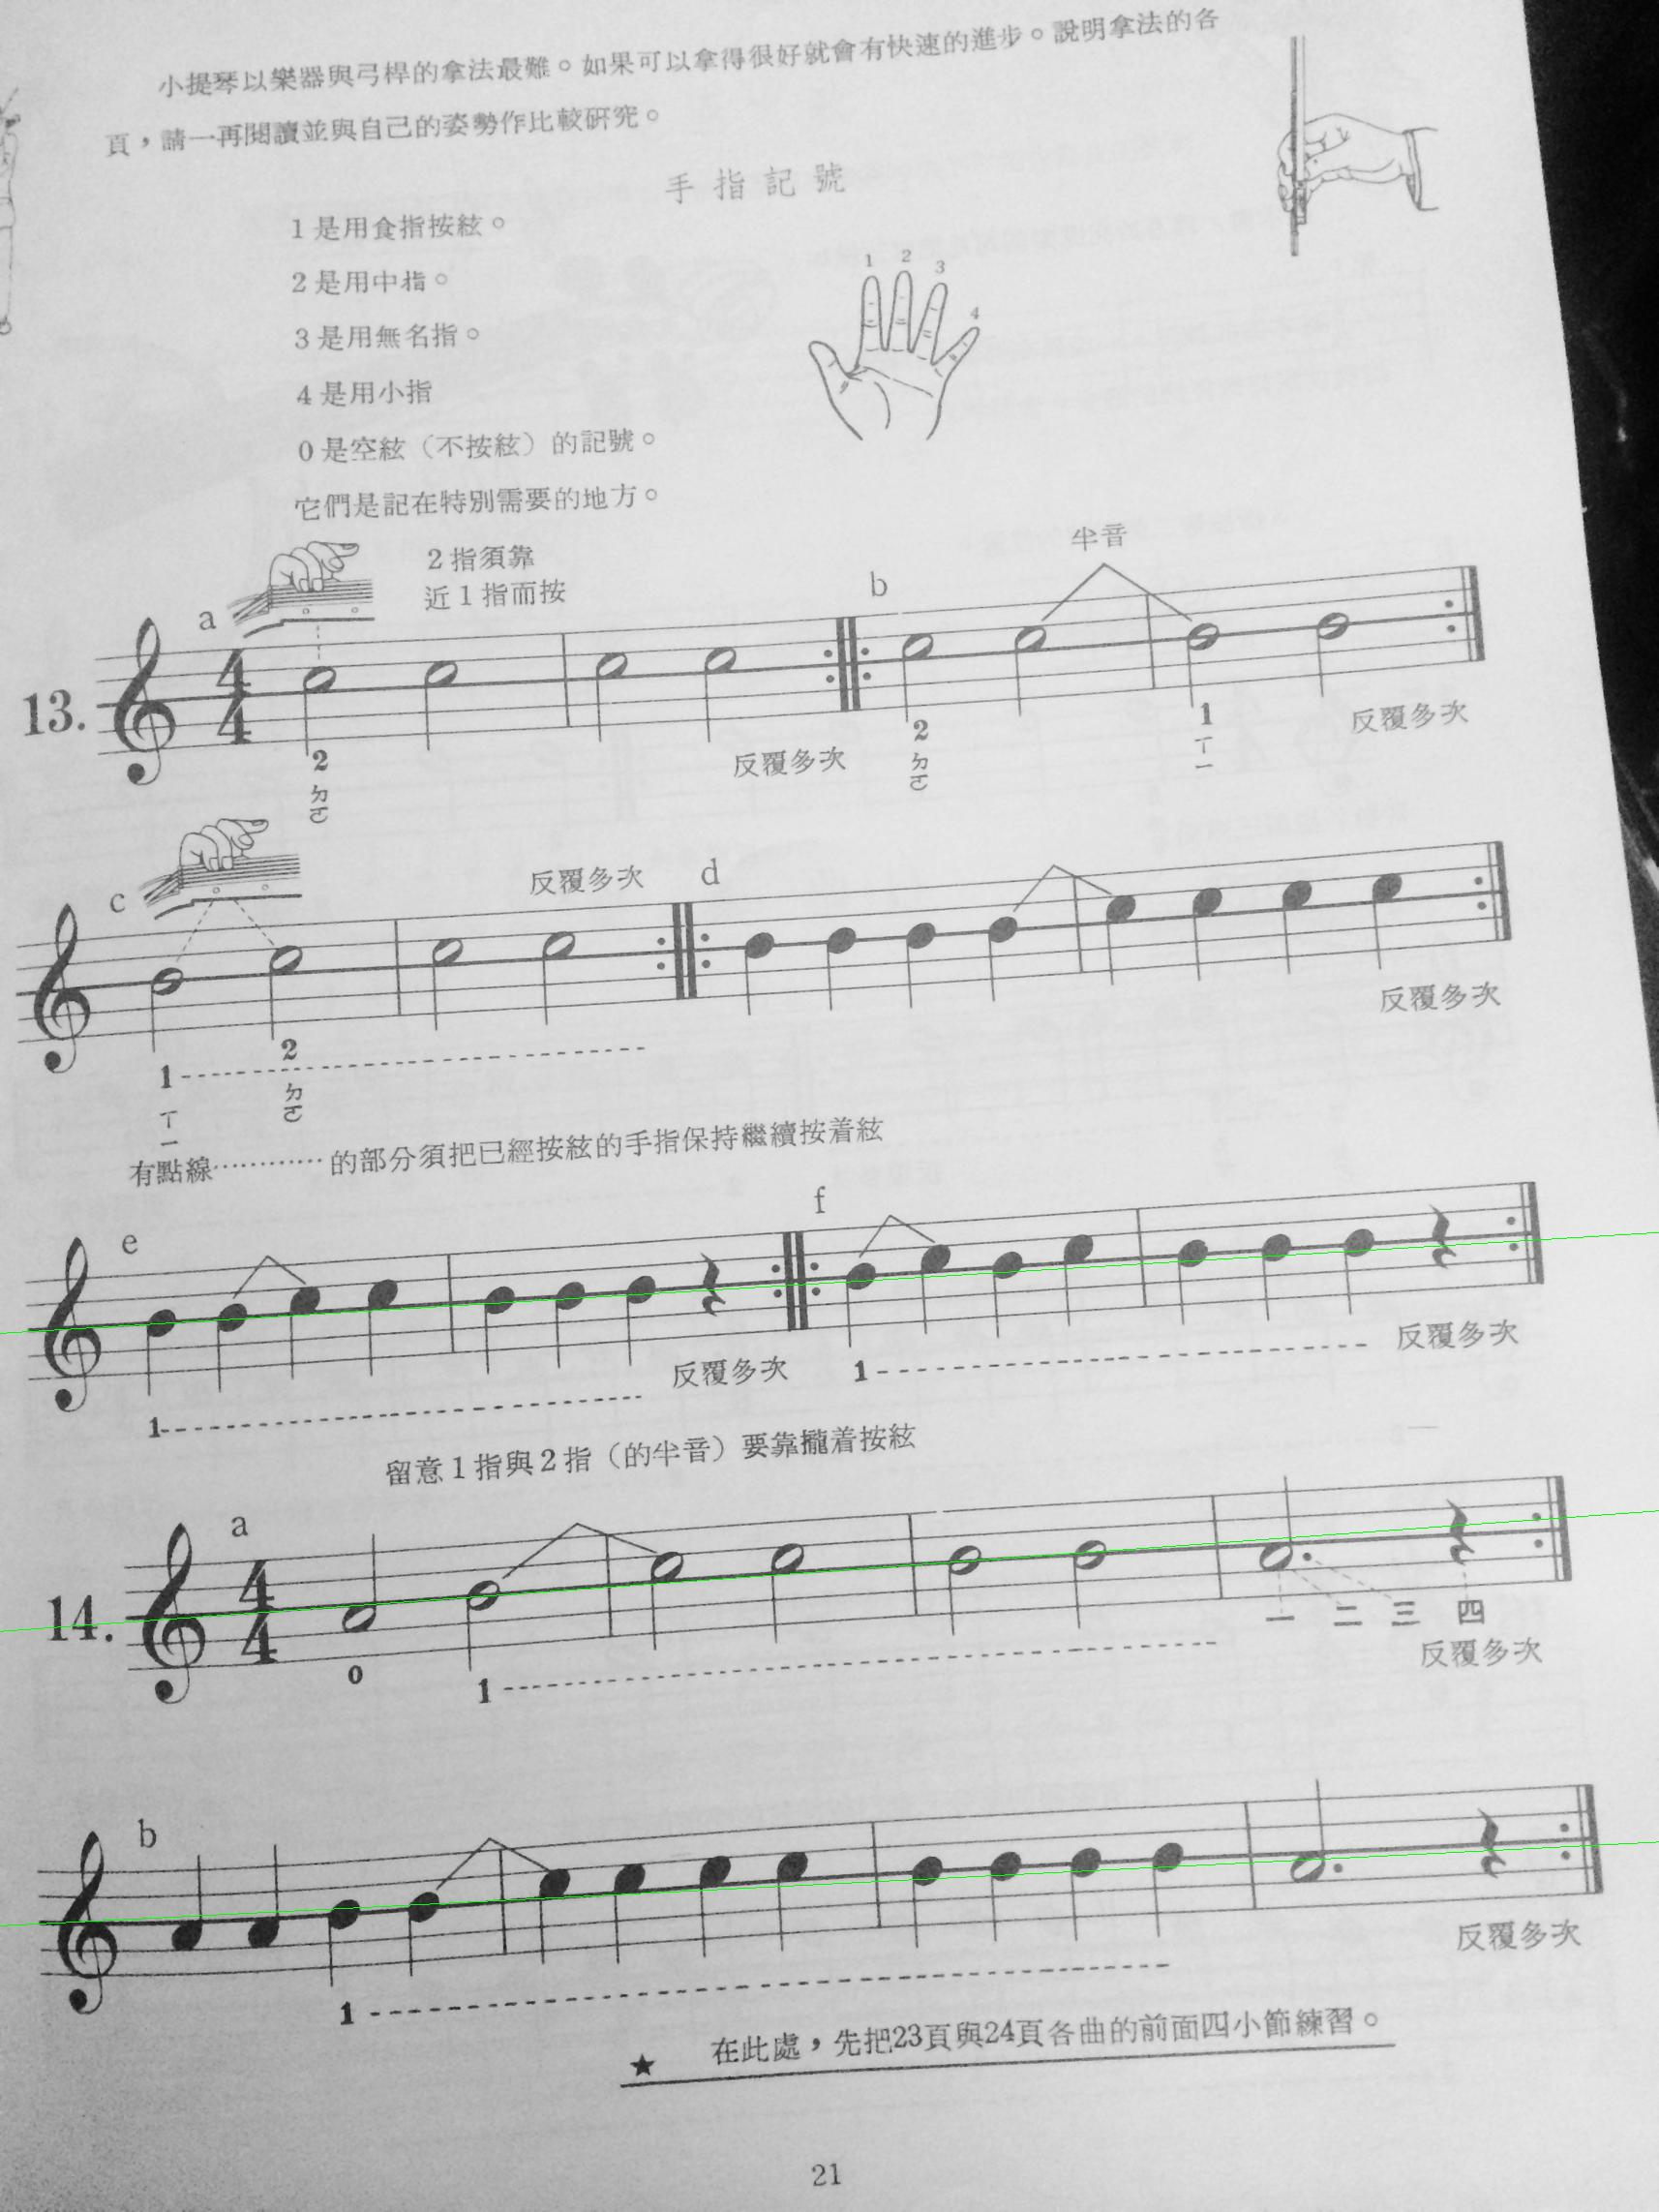 小提琴以樂器與弓桿的拿法最難。如果可以拿得很好就會有快速的進步。說明拿法的各
頁，請一再閱讀並與自己的姿勢作比較研究。
手指記號
1是用食指按絃。
2是用中指。
3是用無名指。
4是用小指
0是空絃（不按絃）的記號。
它們是記在特別需要的地方。
1 2 3 4
2指須靠
近1指而按
半音
a
b
13.
4
4
2
ㄉㄛ
反覆多次
2
ㄉㄛ
1
ㄒㄧ
反覆多次
c
反覆多次
d
1
ㄒㄧ
2
ㄉㄛ
反覆多次
有點線…………的部分須把已經按絃的手指保持繼續按着絃
e
f
1
反覆多次
1
反覆多次
留意1指與2指（的半音）要靠攏着按絃
a
14.
4
4
0
1
一 二 三 四
反覆多次
b
1
反覆多次
★ 在此處，先把23頁與24頁各曲的前面四小節練習。
21